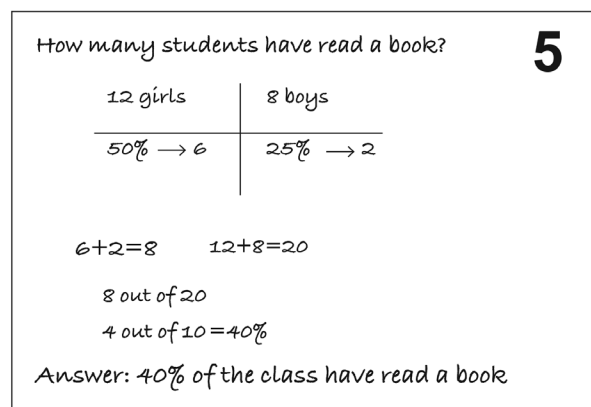 How many students have read a book?
5
12 girls 8 boys
50% → 6 25% → 2
6+2=8 12+8=20
8 out of 20
4 out of 10=40%
Answer: 40% of the class have read a book